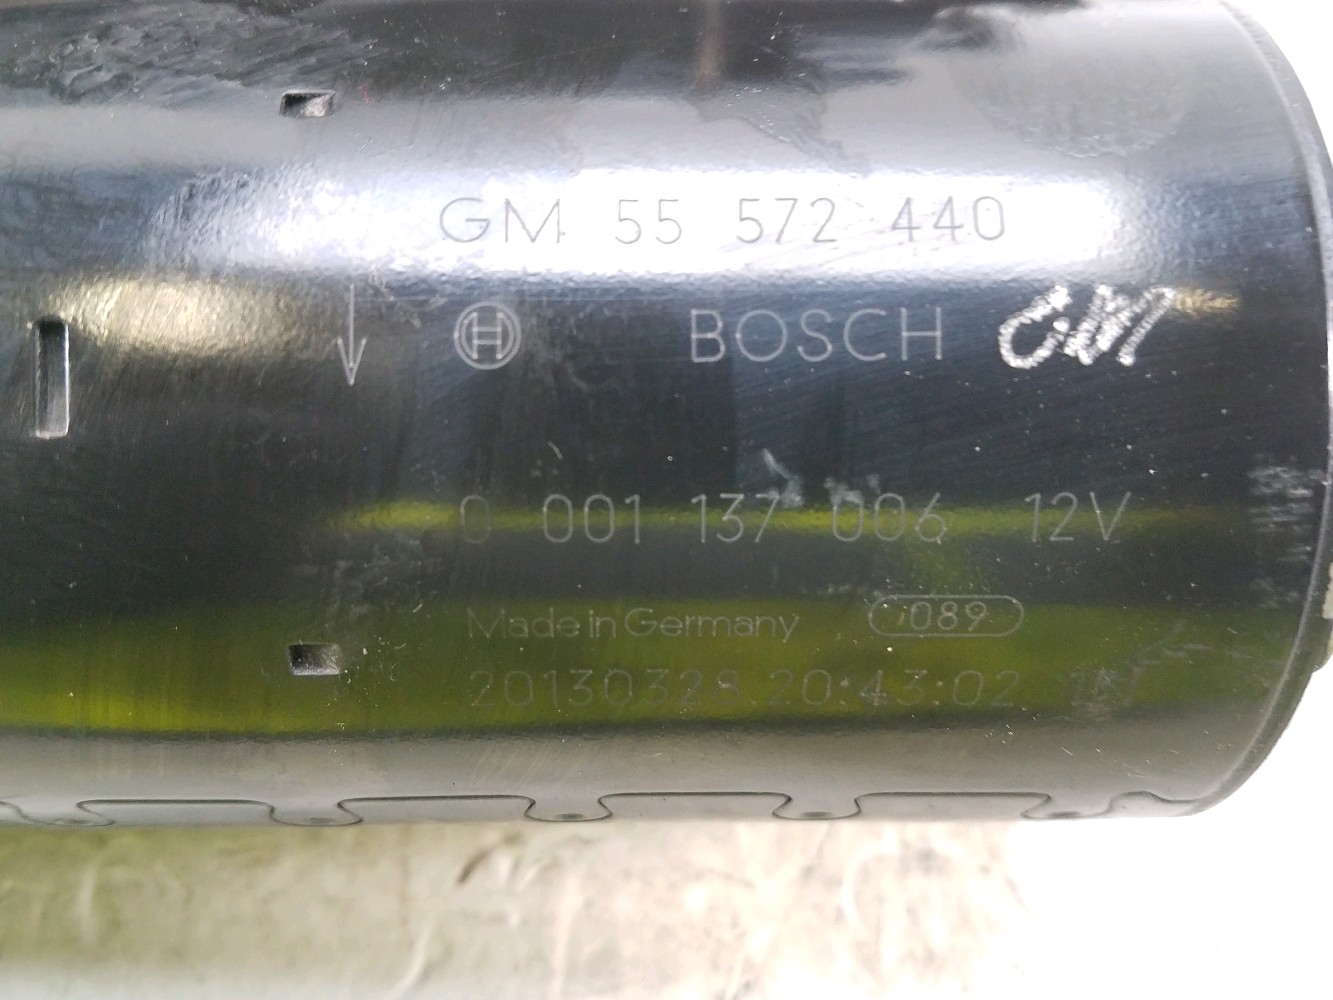 GM 55 572 440
BOSCH
0 001 137 006 12V
Made in Germany 089
20130328 20:43:02